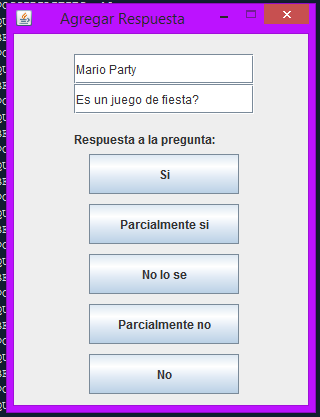 Agregar Respuesta
Mario Party
Es un juego de fiesta?
Respuesta a la pregunta:
Si
Parcialmente si
No lo se
Parcialmente no
No